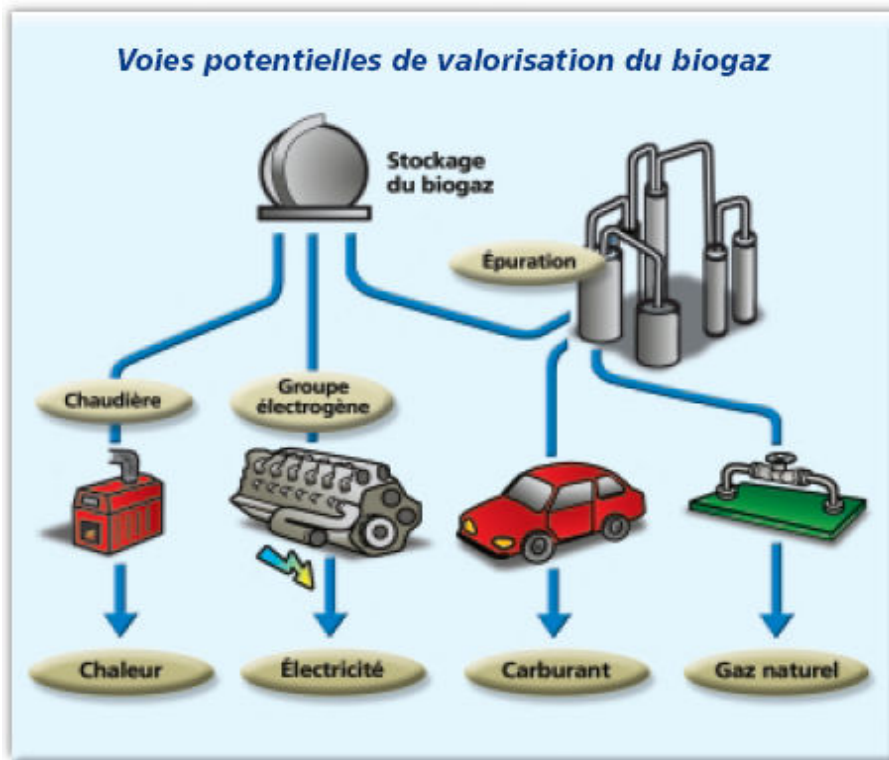 Voies potentielles de valorisation du biogaz
Stockage
du biogaz
Épuration
Chaudière
Groupe
électrogène
Chaleur
Électricité
Carburant
Gaz naturel